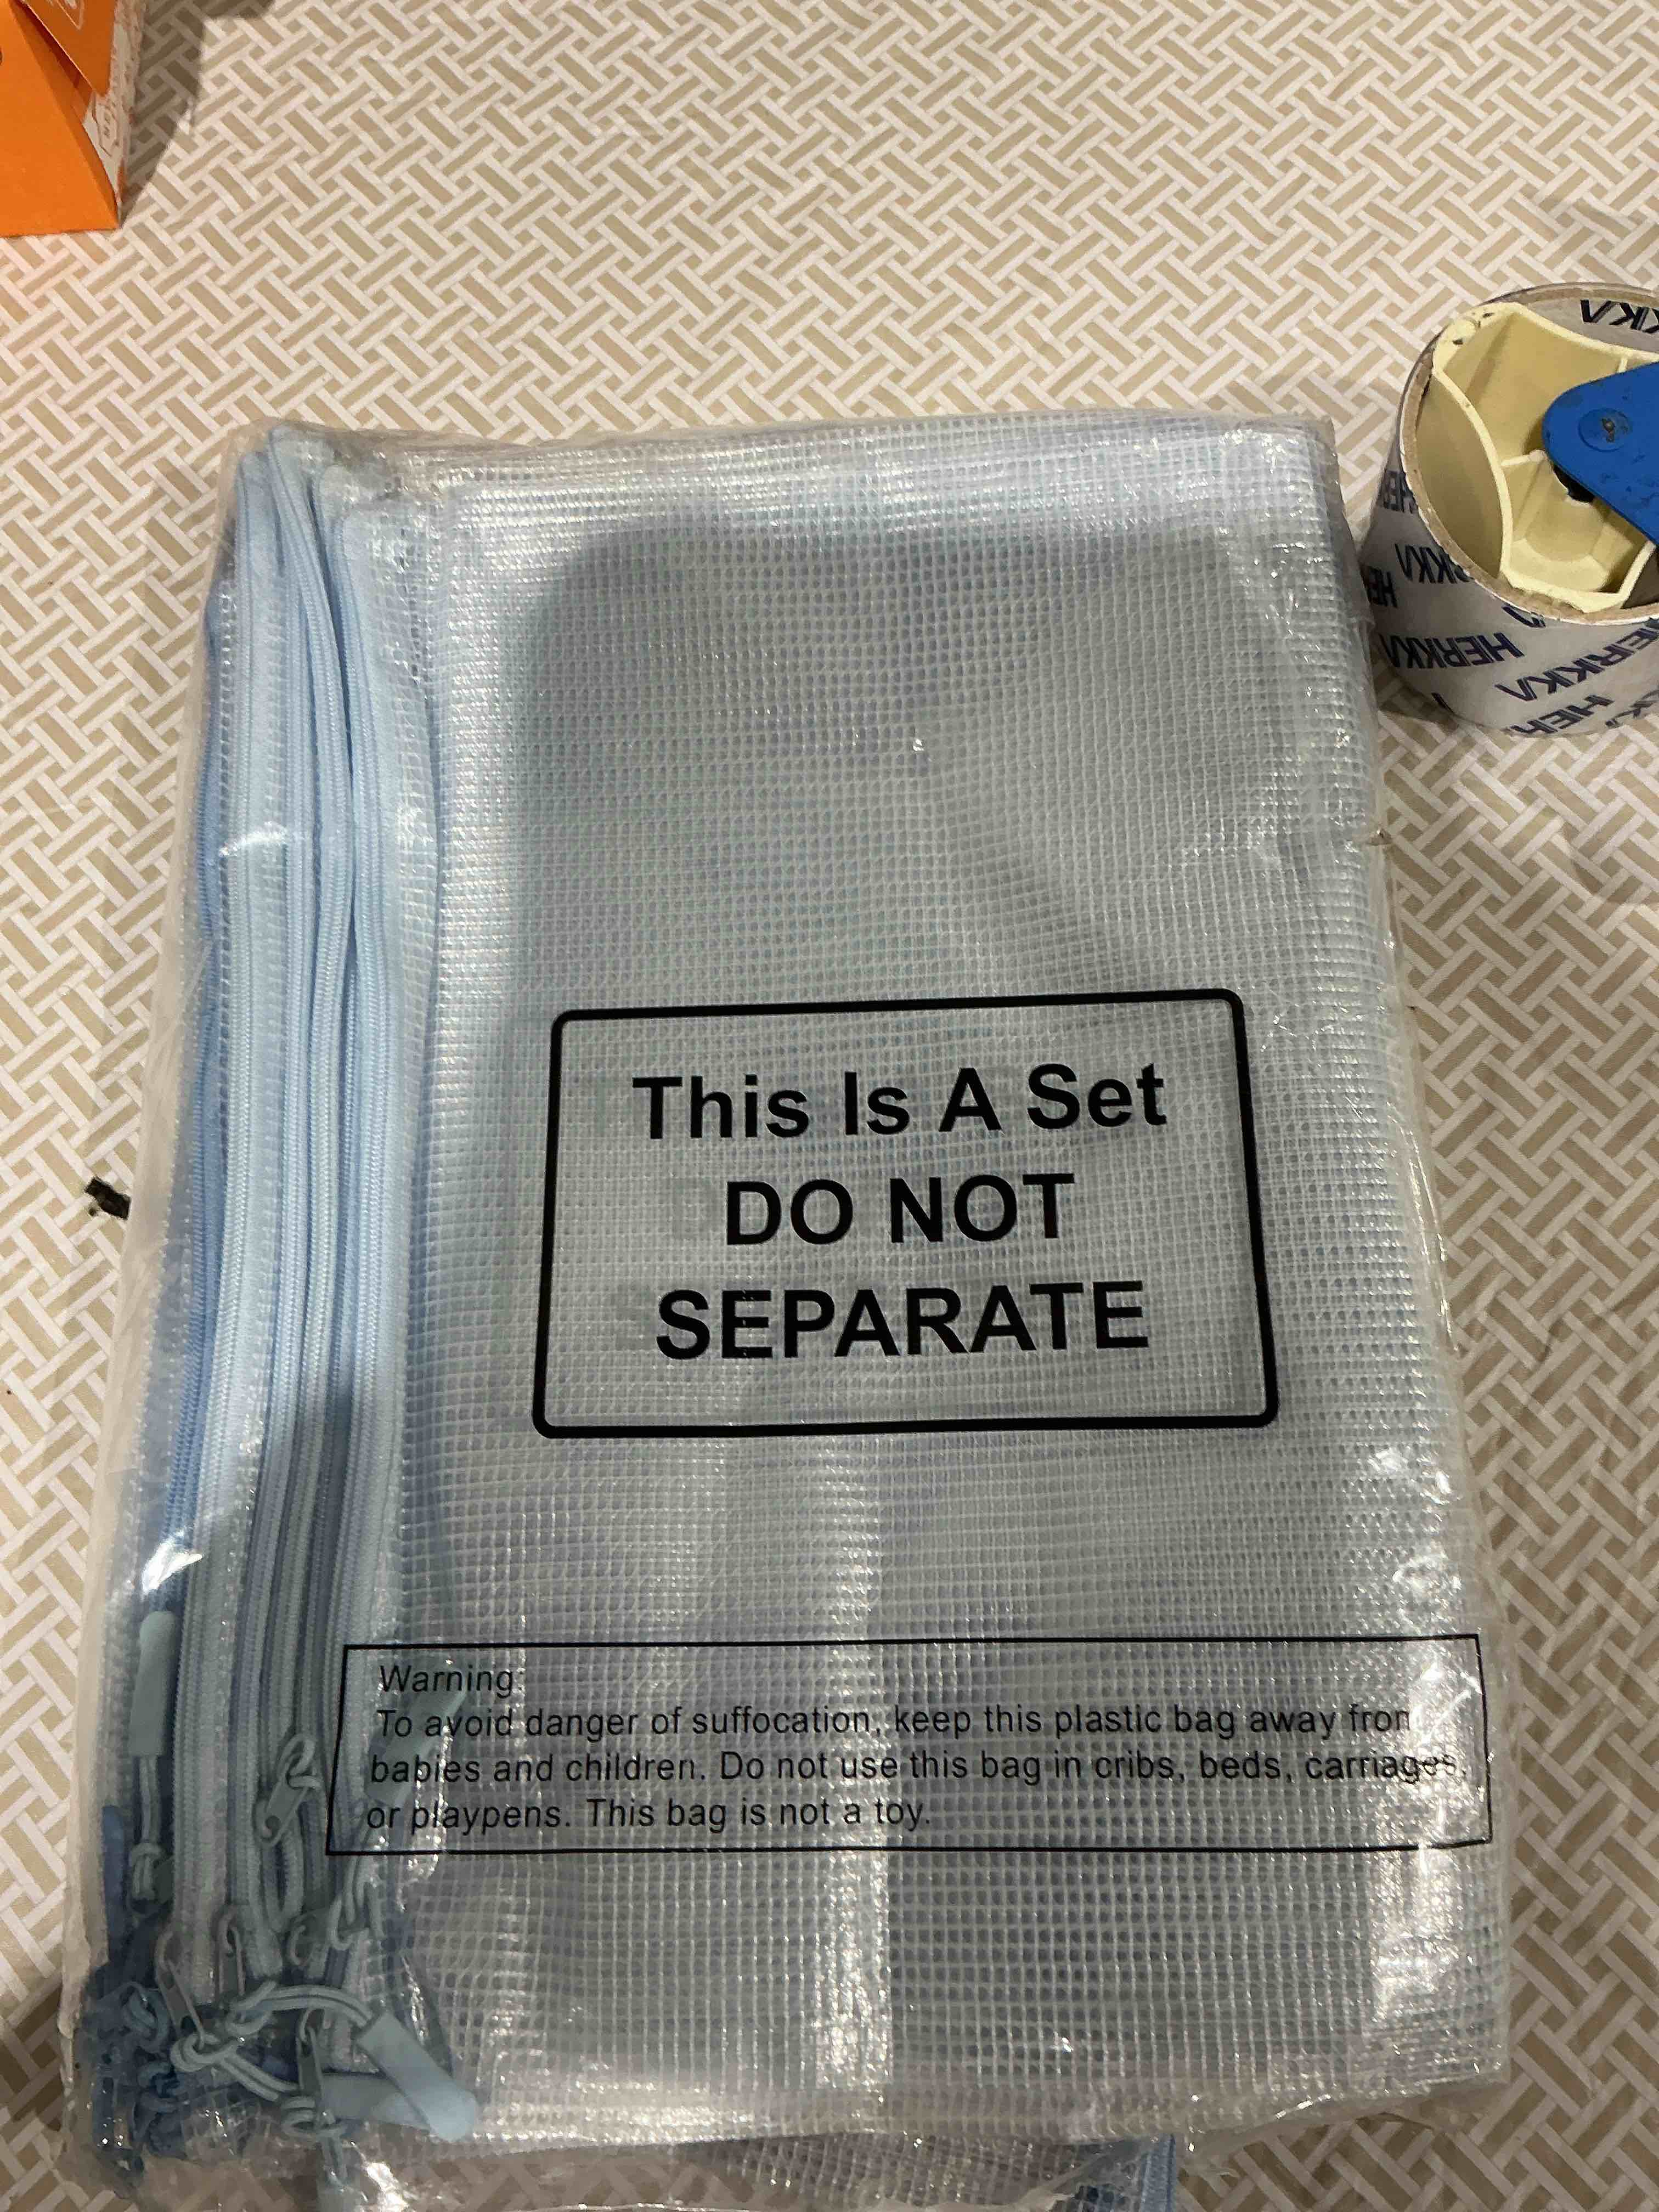 This Is A Set
DO NOT
SEPARATE
Warning:
To avoid danger of suffocation, keep this plastic bag away from
babies and children. Do not use this bag in cribs, beds, carriages,
or playpens. This bag is not a toy.
HERKKA
HERKKA